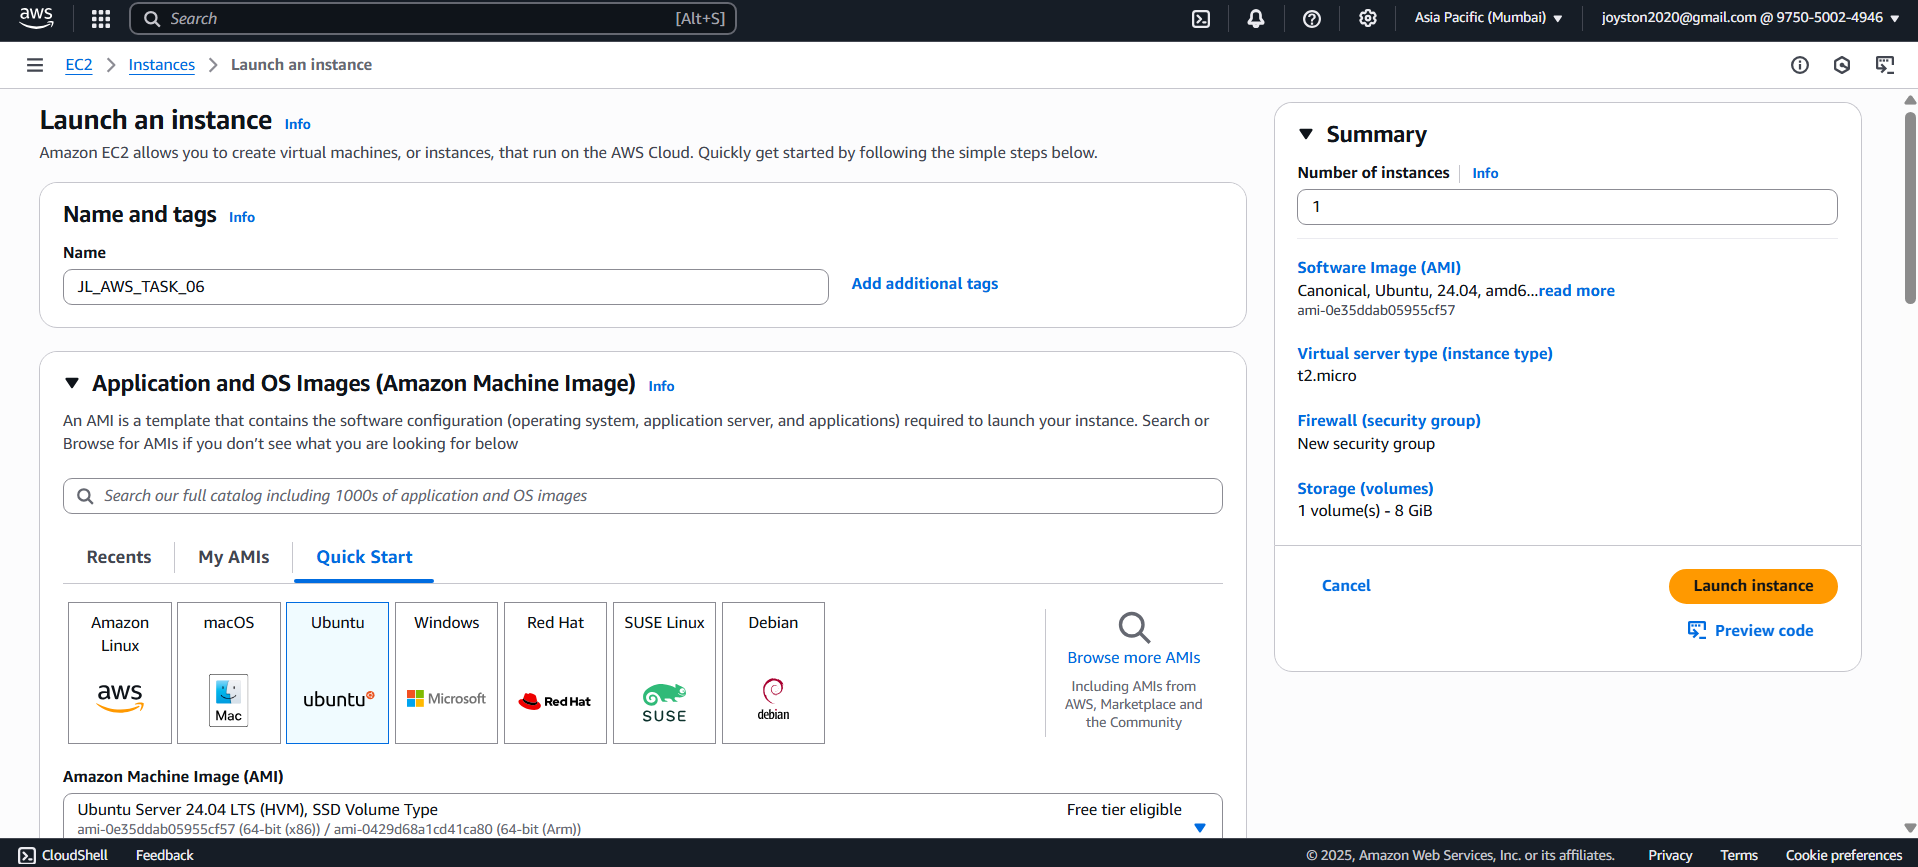 aws
Search [Alt+S]
Asia Pacific (Mumbai)
joyston2020@gmail.com @ 9750-5002-4946
EC2
Instances
Launch an instance
Launch an instance Info
Amazon EC2 allows you to create virtual machines, or instances, that run on the AWS Cloud. Quickly get started by following the simple steps below.
Name and tags Info
Name
JL_AWS_TASK_06
Add additional tags
Application and OS Images (Amazon Machine Image) Info
An AMI is a template that contains the software configuration (operating system, application server, and applications) required to launch your instance. Search or
Browse for AMIs if you don’t see what you are looking for below
Search our full catalog including 1000s of application and OS images
Recents
My AMIs
Quick Start
Amazon
Linux
aws
macOS
Mac
Ubuntu
ubuntu
Windows
Microsoft
Red Hat
Red Hat
SUSE Linux
SUSE
Debian
debian
Browse more AMIs
Including AMIs from
AWS, Marketplace and
the Community
Amazon Machine Image (AMI)
Ubuntu Server 24.04 LTS (HVM), SSD Volume Type
Free tier eligible
ami-0e35ddab05955cf57 (64-bit (x86)) / ami-0429d68a1cd41ca80 (64-bit (Arm))
Summary
Number of instances Info
1
Software Image (AMI)
Canonical, Ubuntu, 24.04, amd6...read more
ami-0e35ddab05955cf57
Virtual server type (instance type)
t2.micro
Firewall (security group)
New security group
Storage (volumes)
1 volume(s) - 8 GiB
Cancel
Launch instance
Preview code
CloudShell
Feedback
© 2025, Amazon Web Services, Inc. or its affiliates.
Privacy
Terms
Cookie preferences